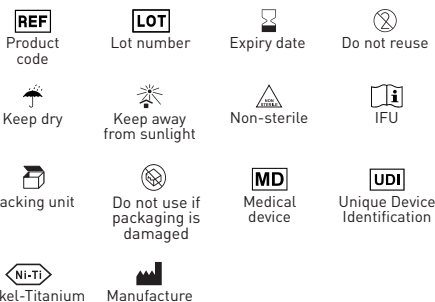 REF
LOT
Product
code
Lot number
Expiry date
Do not reuse
NON
STERILE
i
Keep dry
Keep away
from sunlight
Non-sterile
IFU
MD
UDI
acking unit
Do not use if
packaging is
damaged
Medical
device
Unique Device
Identification
Ni-Ti
kel-Titanium
Manufacture